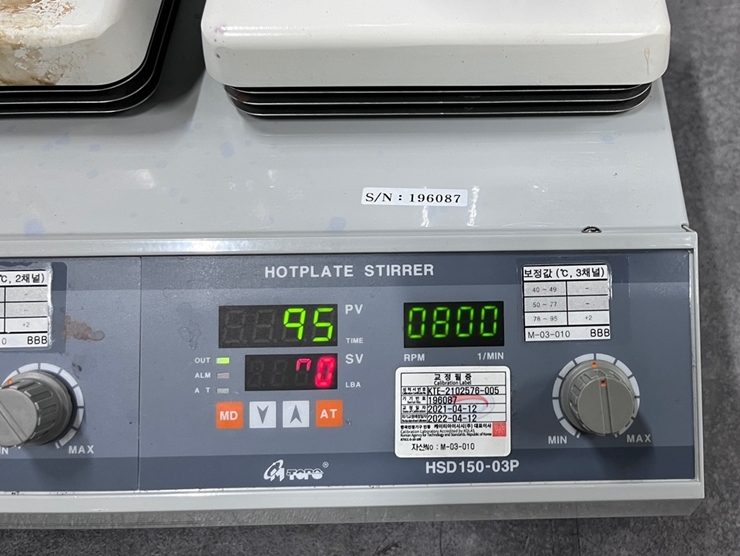 S/N : 196087
HOTPLATE STIRRER
℃, 2채널)
-
-
+2
BBB
MAX
95
PV
TIME
SV
LBA
OUT
ALM
A T
MD
AT
TOPO
0800
RPM
1/MIN
보정값 (℃, 3채널)
40 ~ 49 -
50 ~ 77 -
78 ~ 95 +2
M-03-010 BBB
교 정 필 증
Calibration Label
KTE-2102578-005
196087
2021-04-12
2022-04-12
자산No : M-03-010
MIN
MAX
HSD150-03P